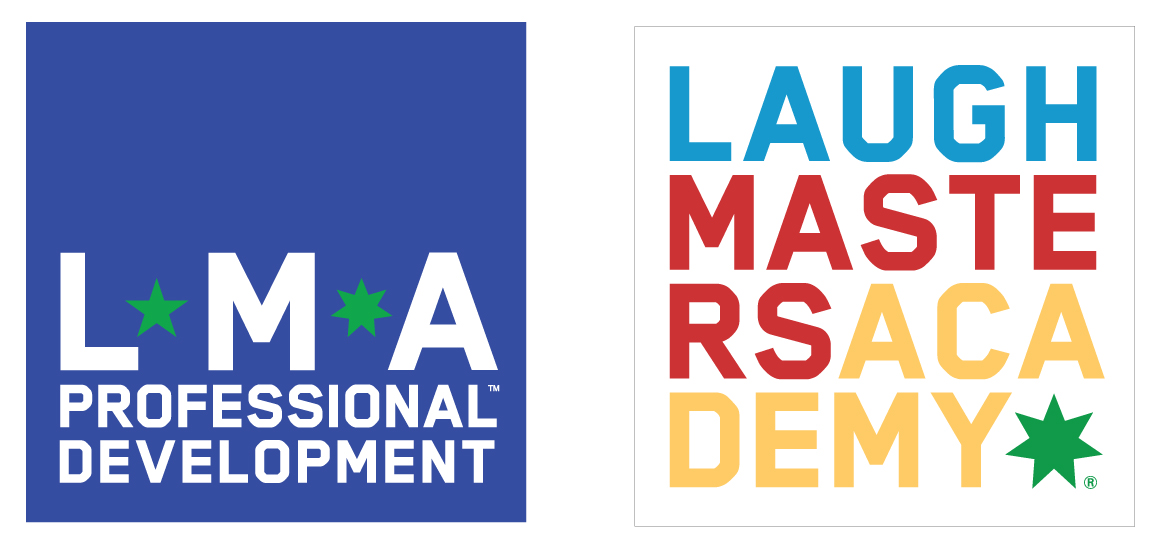 L★M★A
PROFESSIONAL™
DEVELOPMENT
LAUGH
MASTE
RSACA
DEMY★®